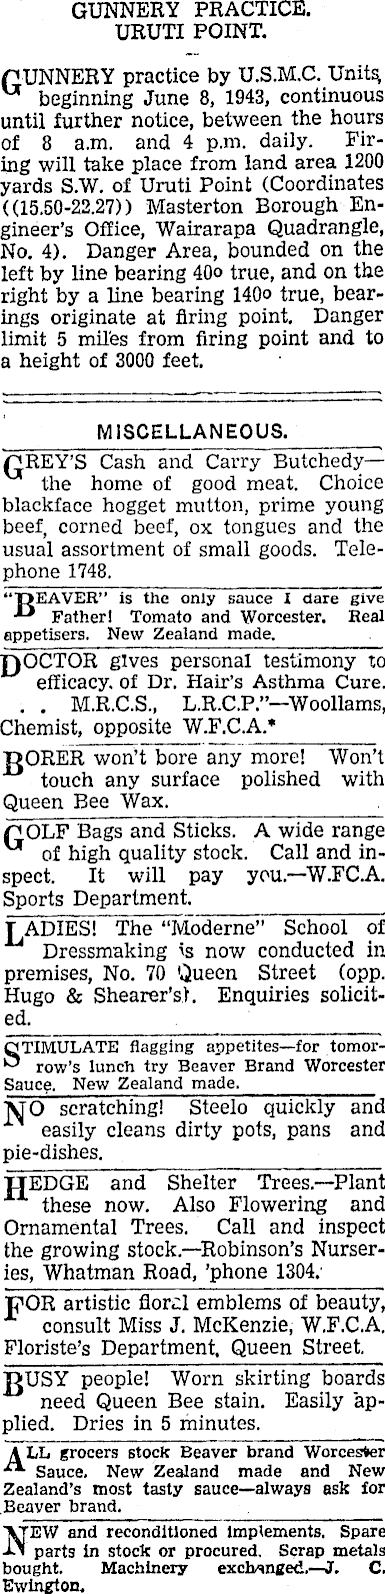 GUNNERY PRACTICE.
URUTI POINT.
GUNNERY practice by U.S.M.C. Units,
beginning June 8, 1943, continuous
until further notice, between the hours
of 8 a.m. and 4 p.m. daily. Fir-
ing will take place from land area 1200
yards S.W. of Uruti Point (Coordinates
((15.50-22.27)) Masterton Borough En-
gineer's Office, Wairarapa Quadrangle,
No. 4). Danger Area, bounded on the
left by line bearing 40o true, and on the
right by a line bearing 140o true, bear-
ings originate at firing point. Danger
limit 5 miles from firing point and to
a height of 3000 feet.
MISCELLANEOUS.
GREY'S Cash and Carry Butchedy—
the home of good meat. Choice
blackface hogget mutton, prime young
beef, corned beef, ox tongues and the
usual assortment of small goods. Tele-
phone 1748.
"BEAVER" is the only sauce I dare give
Father! Tomato and Worcester. Real
appetisers. New Zealand made.
DOCTOR gives personal testimony to
efficacy. of Dr. Hair's Asthma Cure.
. . M.R.C.S., L.R.C.P."—Woollams,
Chemist, opposite W.F.C.A.*
BORER won't bore any more! Won't
touch any surface polished with
Queen Bee Wax.
GOLF Bags and Sticks. A wide range
of high quality stock. Call and in-
spect. It will pay you.—W.FC.A.
Sports Department.
LADIES! The "Moderne" School of
Dressmaking is now conducted in
premises, No. 70 Queen Street (opp.
Hugo & Shearer's). Enquiries solicit-
ed.
STIMULATE flagging appetites—for tomor-
row's lunch try Beaver Brand Worcester
Sauce. New Zealand made.
NO scratching! Steelo quickly and
easily cleans dirty pots, pans and
pie-dishes.
HEDGE and Shelter Trees.—Plant
these now. Also Flowering and
Ornamental Trees. Call and inspect
the growing stock.—Robinson's Nurser-
ies, Whatman Road, 'phone 1304.
FOR artistic floral emblems of beauty,
consult Miss J. McKenzie, W.F.C.A.
Floriste's Department, Queen Street.
BUSY people! Worn skirting boards
need Queen Bee stain. Easily ap-
plied. Dries in 5 minutes.
ALL grocers stock Beaver brand Worcester
Sauce. New Zealand made and New
Zealand's most tasty sauce—always ask for
Beaver brand.
NEW and reconditioned implements. Spare
parts in stock or procured. Scrap metals
bought. Machinery exchanged.—J. C.
Ewington.